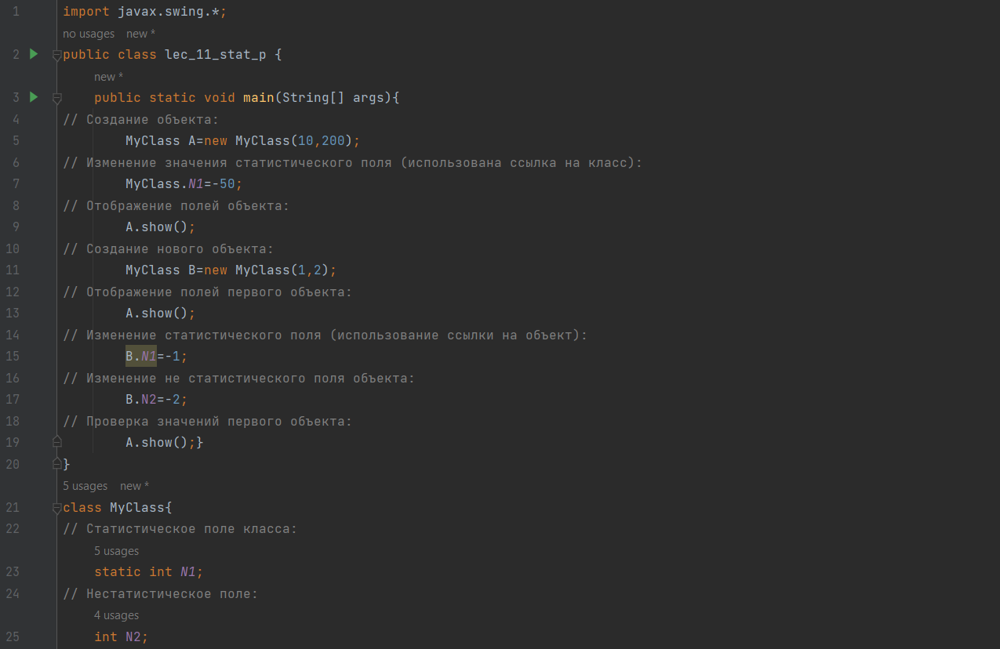 1 import javax.swing.*;
no usages new *
2 public class lec_11_stat_p {
new *
3 public static void main(String[] args){
4 // Создание объекта:
5 MyClass A=new MyClass(10,200);
6 // Изменение значения статистического поля (использована ссылка на класс):
7 MyClass.N1=-50;
8 // Отображение полей объекта:
9 A.show();
10 // Создание нового объекта:
11 MyClass B=new MyClass(1,2);
12 // Отображение полей первого объекта:
13 A.show();
14 // Изменение статистического поля (использование ссылки на объект):
15 B.N1=-1;
16 // Изменение не статистического поля объекта:
17 B.N2=-2;
18 // Проверка значений первого объекта:
19 A.show();}
20 }
5 usages new *
21 class MyClass{
22 // Статистическое поле класса:
5 usages
23 static int N1;
24 // Нестатистическое поле:
4 usages
25 int N2;